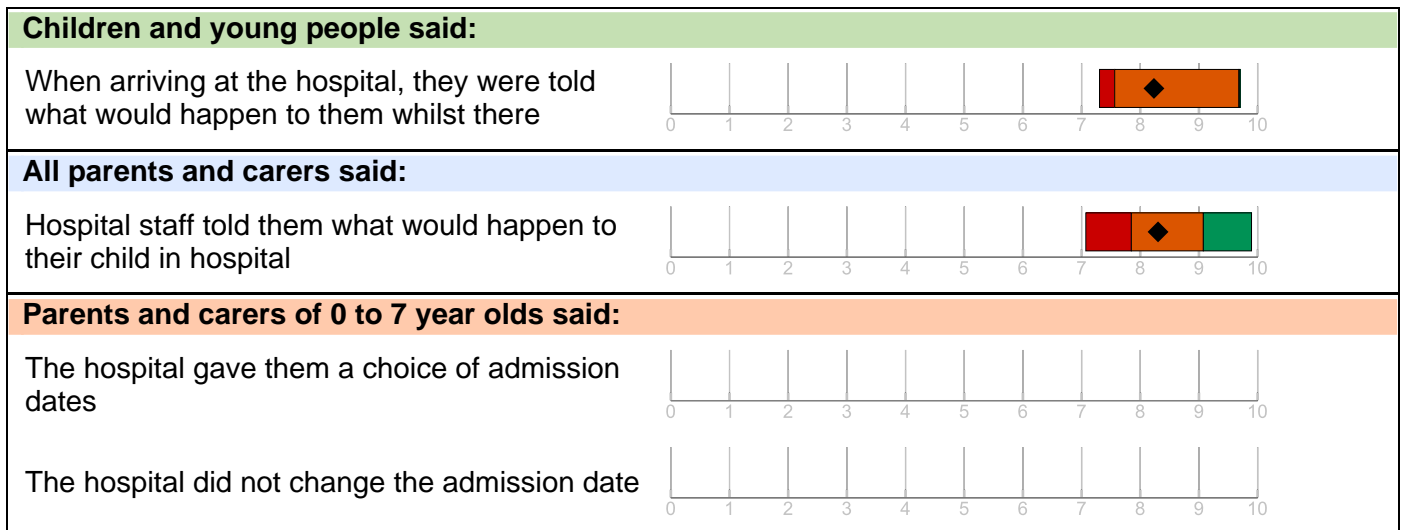 Children and young people said:
When arriving at the hospital, they were told
what would happen to them whilst there
0 1 2 3 4 5 6 7 8 9 10
All parents and carers said:
Hospital staff told them what would happen to
their child in hospital
0 1 2 3 4 5 6 7 8 9 10
Parents and carers of 0 to 7 year olds said:
The hospital gave them a choice of admission
dates
0 1 2 3 4 5 6 7 8 9 10
The hospital did not change the admission date
0 1 2 3 4 5 6 7 8 9 10